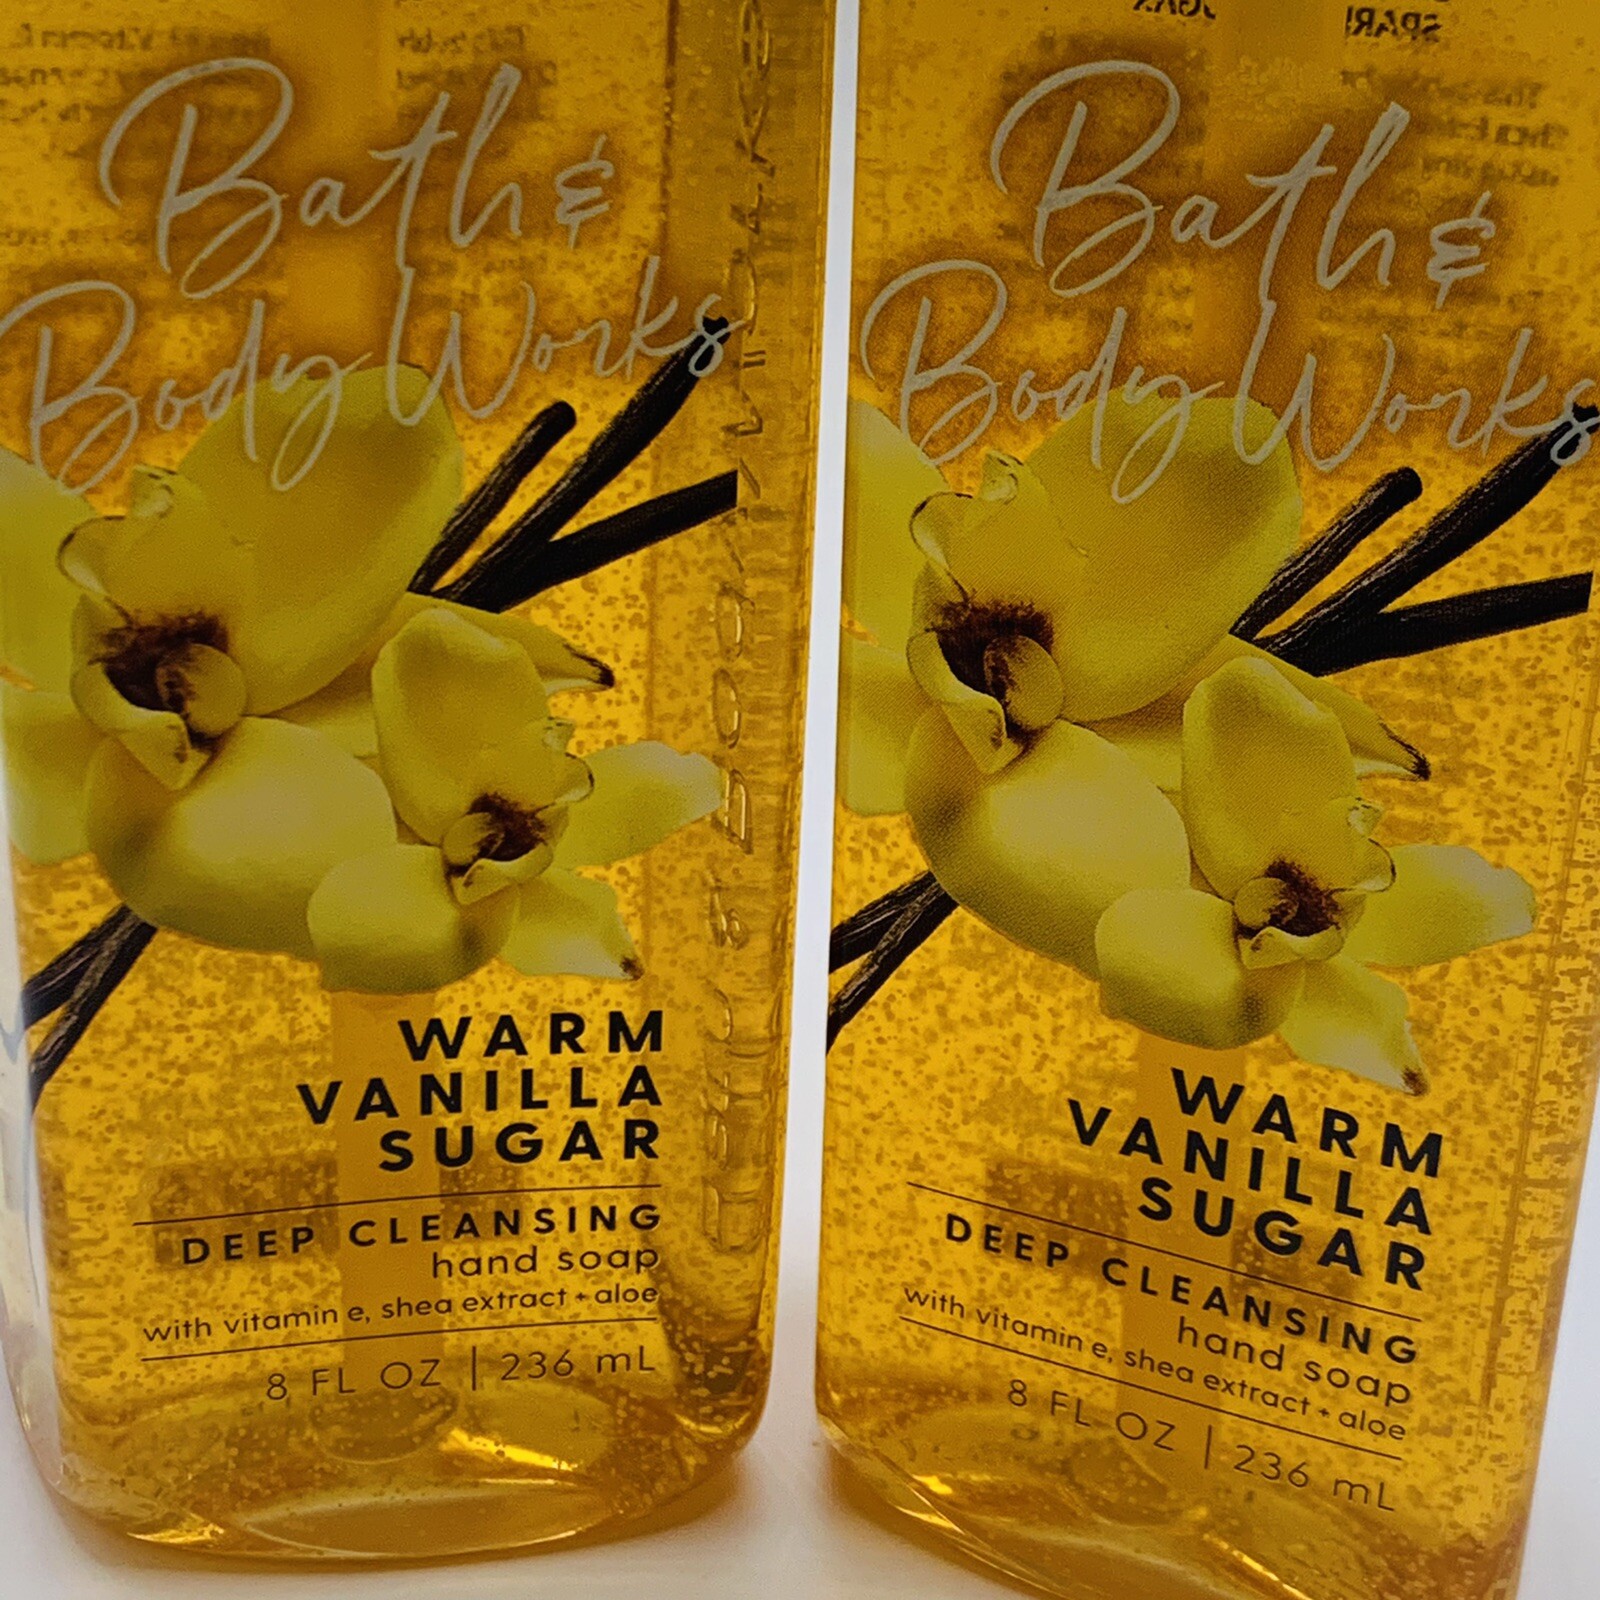 Bath &
Body Works
WARM
VANILLA
SUGAR
DEEP CLEANSING
hand soap
with vitamin e, shea extract + aloe
8 FL OZ | 236 mL
Bath &
Body Works
WARM
VANILLA
SUGAR
DEEP CLEANSING
hand soap
with vitamin e, shea extract + aloe
8 FL OZ | 236 mL